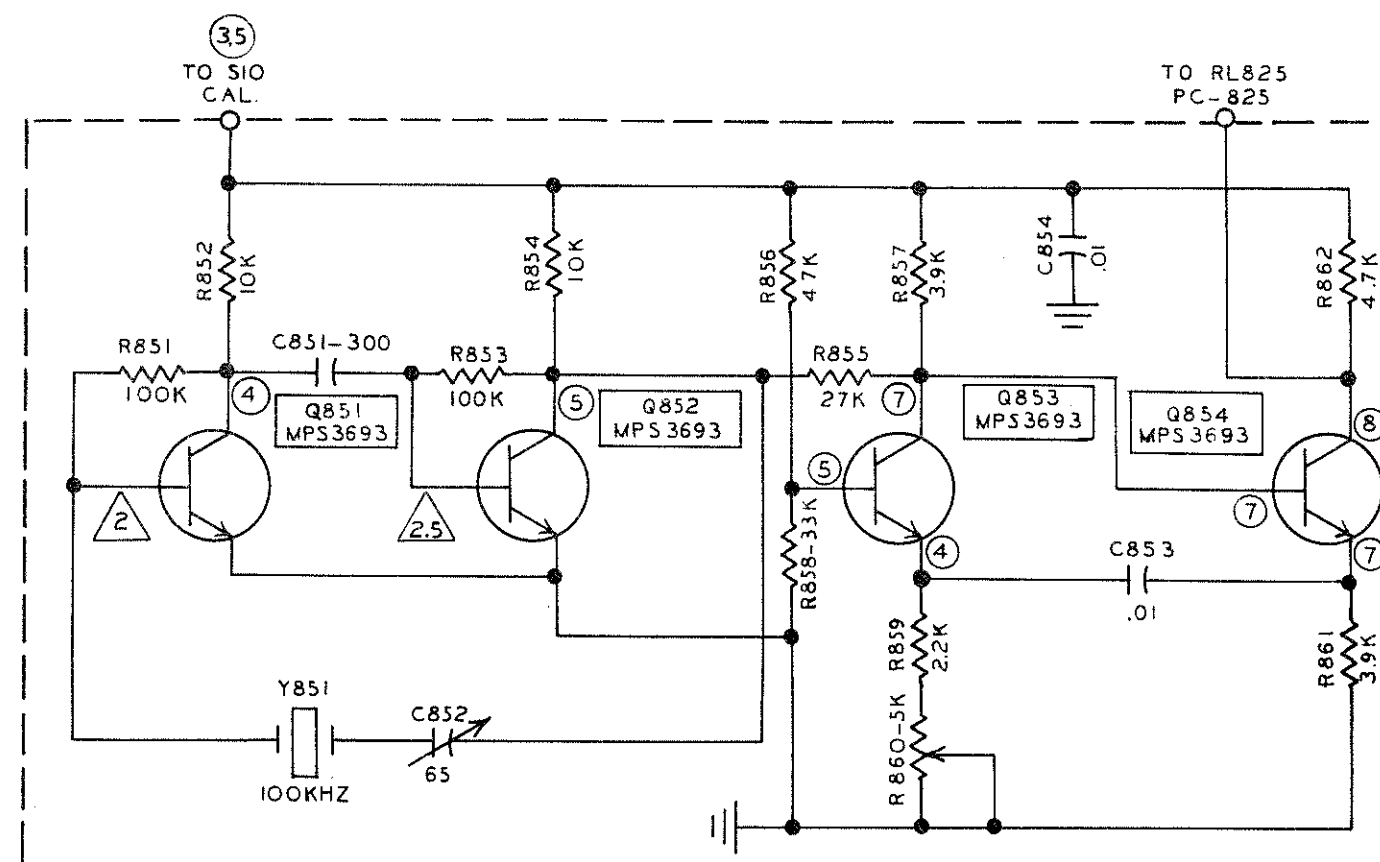 3,5
TO S10
CAL.
TO RL825
PC-825
R852
10K
R854
10K
R856
47K
R857
3.9K
C854
.01
R862
4.7K
R851
100K
C851-300
R853
100K
R855
27K
4
Q851
MPS3693
5
Q852
MPS3693
7
Q853
MPS3693
Q854
MPS3693
8
2
2.5
5
7
R858-33K
4
C853
.01
7
R859
2.2K
R861
3.9K
Y851
100KHZ
C852
65
R860-5K